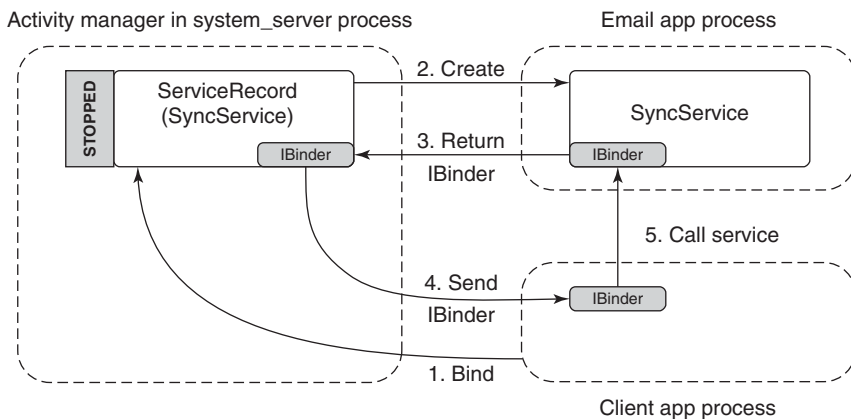 Activity manager in system_server process
Email app process
STOPPED
ServiceRecord
(SyncService)
IBinder
2. Create
3. Return
IBinder
SyncService
IBinder
5. Call service
4. Send
IBinder
IBinder
1. Bind
Client app process